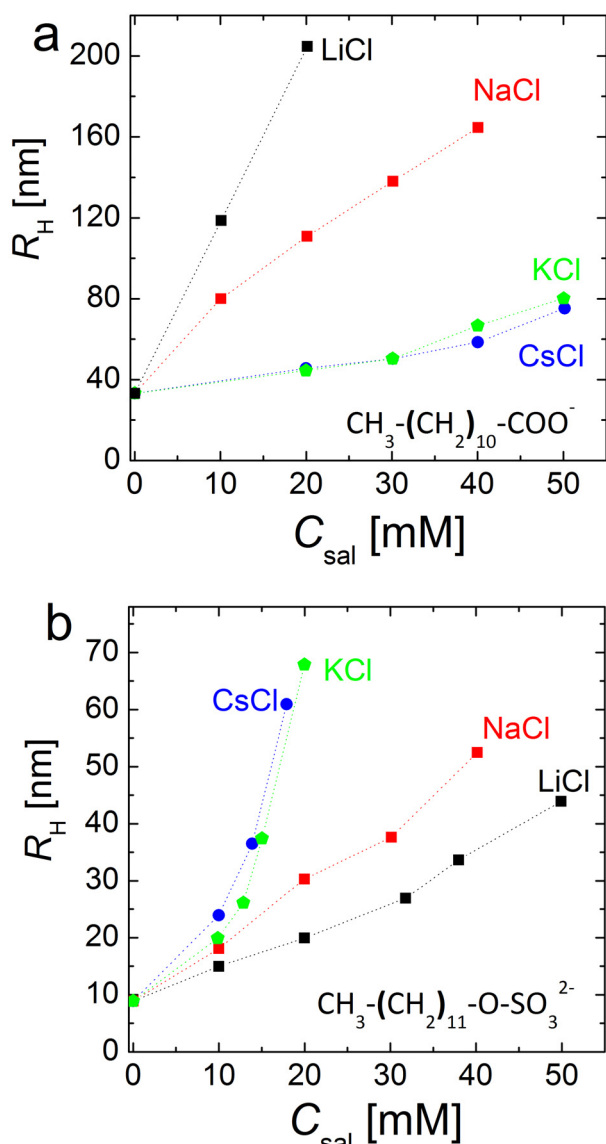 a
200
160
120
80
40
0
R_H [nm]
LiCl
NaCl
KCl
CsCl
CH₃-(CH₂)₁₀-COO⁻
0 10 20 30 40 50
C_sal [mM]
b
70
60
50
40
30
20
10
0
R_H [nm]
KCl
CsCl
NaCl
LiCl
CH₃-(CH₂)₁₁-O-SO₃²⁻
0 10 20 30 40 50
C_sal [mM]